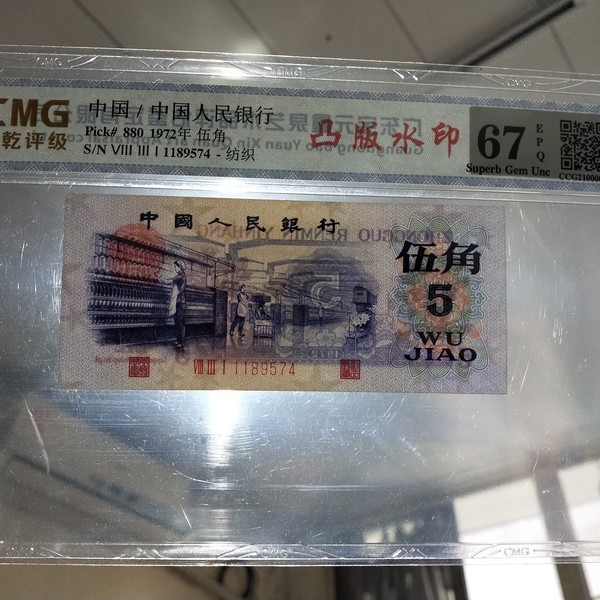 CMG
乾评级
中国 / 中国人民银行
Pick# 880 1972年 伍角
S/N VIII III I 1189574 - 纺织
凸版水印
67
EPQ
Superb Gem Unc
中國人民銀行
伍角
5
WU
JIAO
VIII III I 1189574
CMG